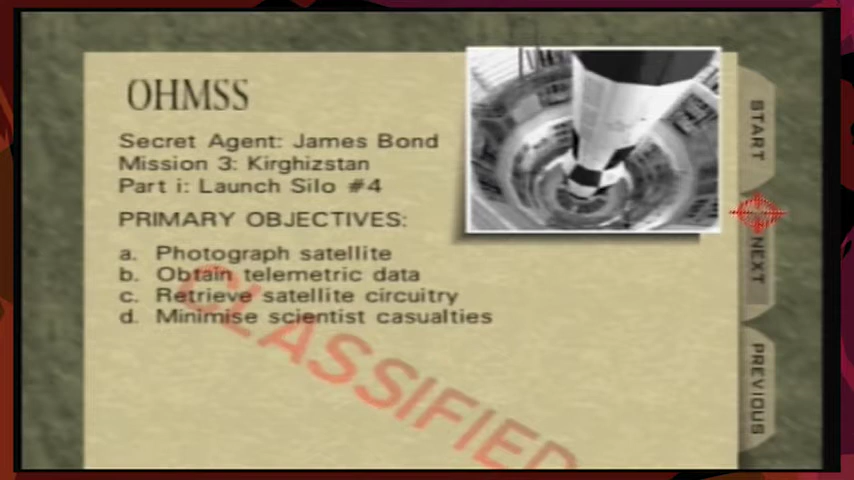 OHMSS
Secret Agent: James Bond
Mission 3: Kirghizstan
Part i: Launch Silo #4
PRIMARY OBJECTIVES:
a. Photograph satellite
b. Obtain telemetric data
c. Retrieve satellite circuitry
d. Minimise scientist casualties
CLASSIFIED
START
NEXT
PREVIOUS